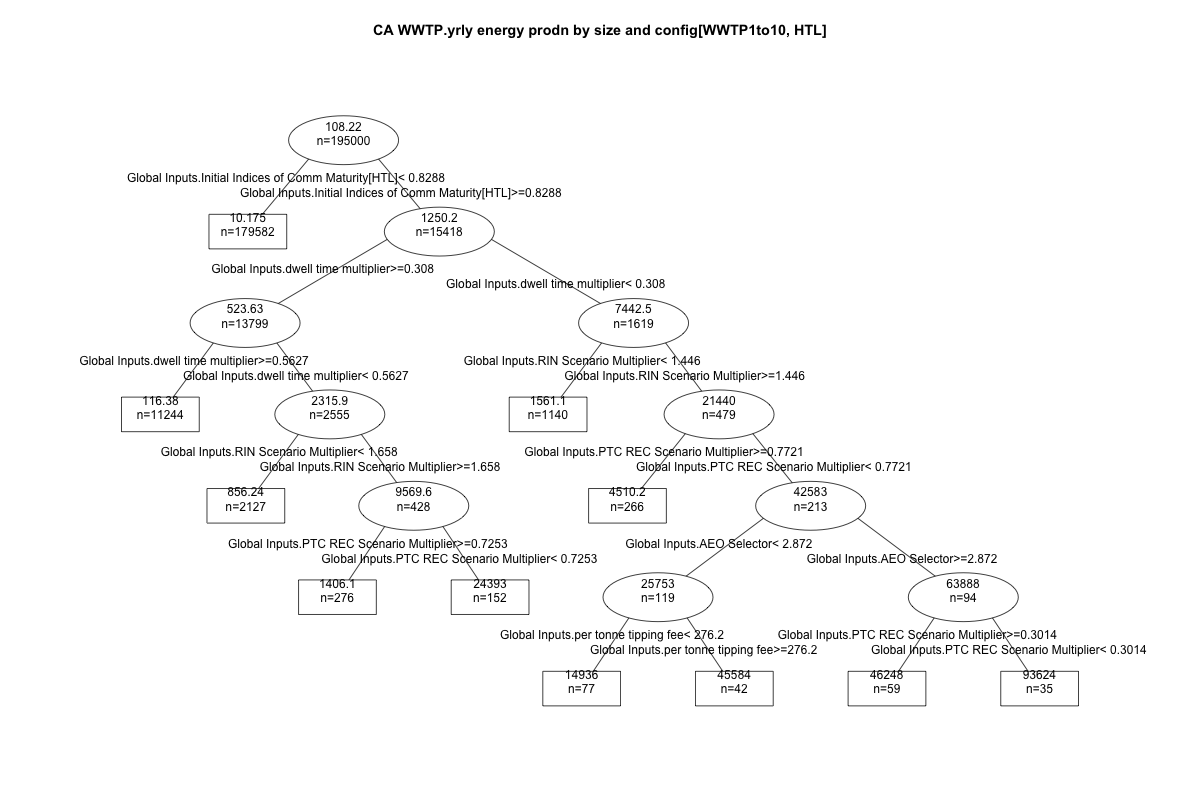 CA WWTP.yrly energy prodn by size and config[WWTP1to10, HTL]
108.22
n=195000
Global Inputs.Initial Indices of Comm Maturity[HTL]< 0.8288
Global Inputs.Initial Indices of Comm Maturity[HTL]>=0.8288
10.175
n=179582
1250.2
n=15418
Global Inputs.dwell time multiplier>=0.308
Global Inputs.dwell time multiplier< 0.308
523.63
n=13799
7442.5
n=1619
Global Inputs.dwell time multiplier>=0.5627
Global Inputs.dwell time multiplier< 0.5627
Global Inputs.RIN Scenario Multiplier< 1.446
Global Inputs.RIN Scenario Multiplier>=1.446
116.38
n=11244
2315.9
n=2555
1561.1
n=1140
21440
n=479
Global Inputs.RIN Scenario Multiplier< 1.658
Global Inputs.RIN Scenario Multiplier>=1.658
Global Inputs.PTC REC Scenario Multiplier>=0.7721
Global Inputs.PTC REC Scenario Multiplier< 0.7721
856.24
n=2127
9569.6
n=428
4510.2
n=266
42583
n=213
Global Inputs.PTC REC Scenario Multiplier>=0.7253
Global Inputs.PTC REC Scenario Multiplier< 0.7253
Global Inputs.AEO Selector< 2.872
Global Inputs.AEO Selector>=2.872
1406.1
n=276
24393
n=152
25753
n=119
63888
n=94
Global Inputs.per tonne tipping fee< 276.2
Global Inputs.per tonne tipping fee>=276.2
Global Inputs.PTC REC Scenario Multiplier>=0.3014
Global Inputs.PTC REC Scenario Multiplier< 0.3014
14936
n=77
45584
n=42
46248
n=59
93624
n=35